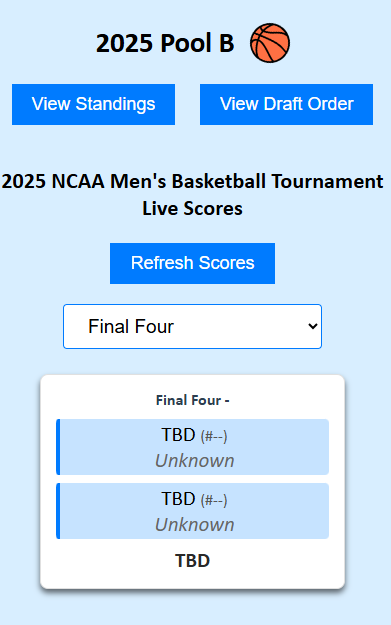 2025 Pool B
View Standings
View Draft Order
2025 NCAA Men's Basketball Tournament
Live Scores
Refresh Scores
Final Four
Final Four -
TBD (#--)
Unknown
TBD (#--)
Unknown
TBD